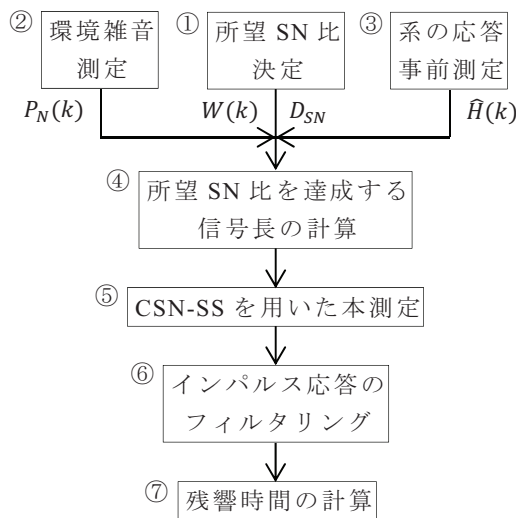 ② 環境雑音
測定
① 所望 SN 比
決定
③ 系の応答
事前測定
P_N(k)
W(k)
D_SN
Ĥ(k)
④ 所望 SN 比を達成する
信号長の計算
⑤ CSN-SS を用いた本測定
⑥ インパルス応答の
フィルタリング
⑦ 残響時間の計算